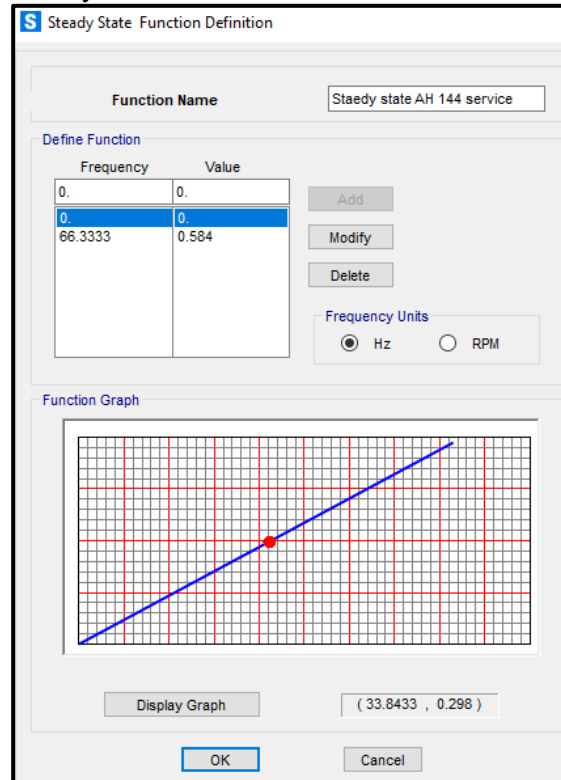 S Steady State Function Definition
Function Name Staedy state AH 144 service
Define Function
Frequency Value
0. 0. Add
0. 0.
66.3333 0.584 Modify
Delete
Frequency Units
Hz RPM
Function Graph
Display Graph ( 33.8433 , 0.298 )
OK Cancel